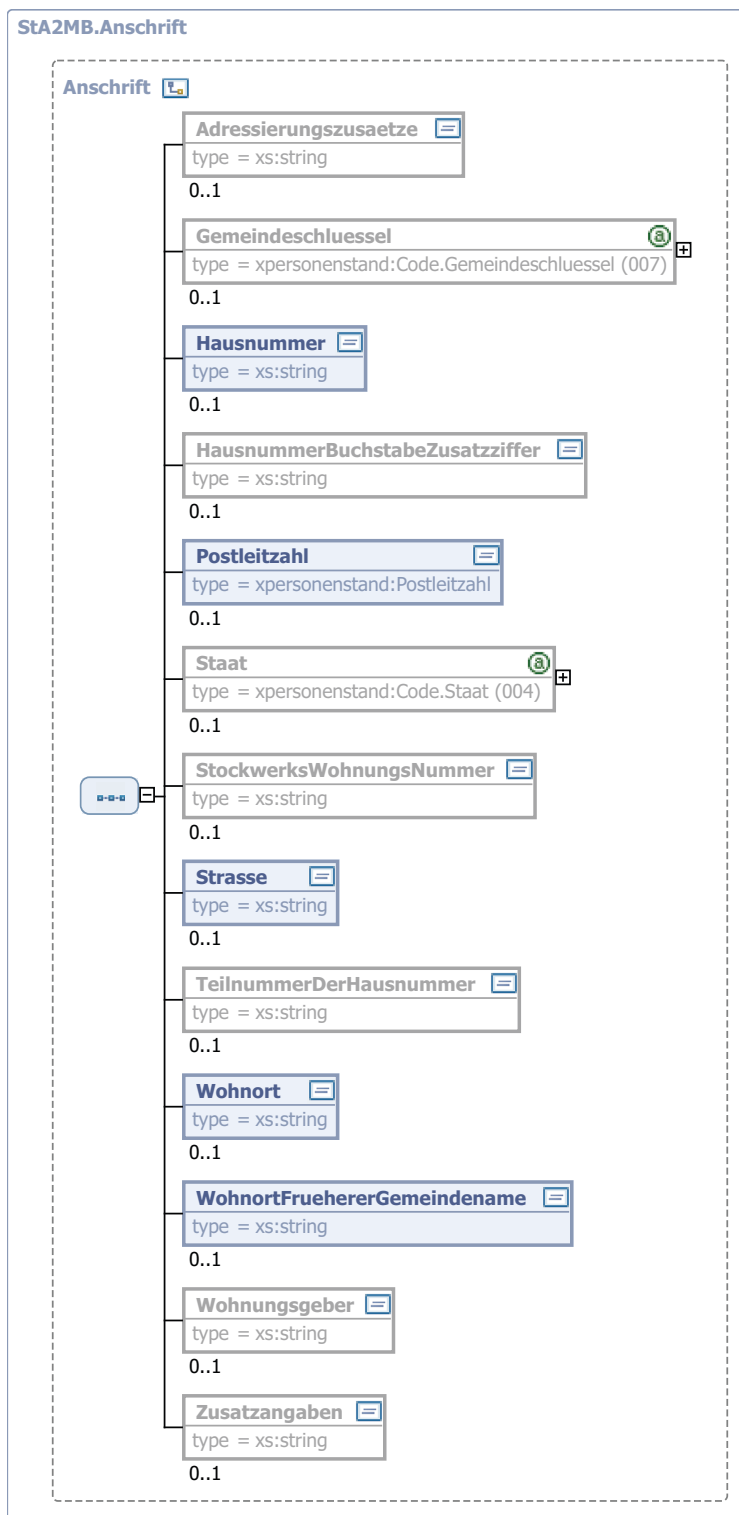 StA2MB.Anschrift
Anschrift
Adressierungszusaetze
type = xs:string
0..1
Gemeindeschluessel
type = xpersonenstand:Code.Gemeindeschluessel (007)
0..1
Hausnummer
type = xs:string
0..1
HausnummerBuchstabeZusatzziffer
type = xs:string
0..1
Postleitzahl
type = xpersonenstand:Postleitzahl
0..1
Staat
type = xpersonenstand:Code.Staat (004)
0..1
StockwerksWohnungsNummer
type = xs:string
0..1
Strasse
type = xs:string
0..1
TeilnummerDerHausnummer
type = xs:string
0..1
Wohnort
type = xs:string
0..1
WohnortFruehererGemeindename
type = xs:string
0..1
Wohnungsgeber
type = xs:string
0..1
Zusatzangaben
type = xs:string
0..1